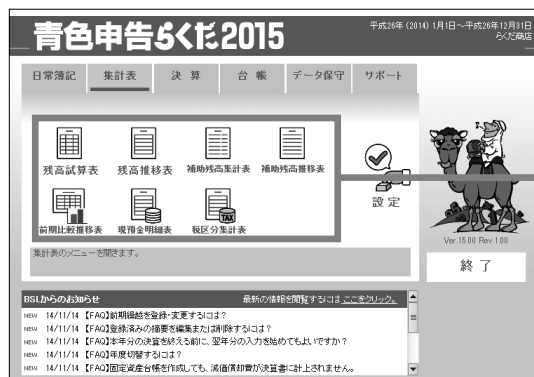 青色申告らくだ2015
平成26年 (2014) 1月1日～平成26年12月31日
らくだ商店
日常簿記 集計表 決 算 台 帳 データ保守 サポート
残高試算表 残高推移表 補助残高集計表 補助残高推移表
設 定
TAX
前期比較推移表 現預金明細表 税区分集計表
Ver.15.00 Rev.1.00
集計表のメニューを開きます。
終 了
BSLからのお知らせ 最新の情報を閲覧するには ここをクリック。
NEW 14/11/14 【FAQ】前期繰越を登録・変更するには？
NEW 14/11/14 【FAQ】登録済みの摘要を編集または削除するには？
NEW 14/11/14 【FAQ】本年分の決算を終える前に、翌年分の入力を始めてもよいですか？
NEW 14/11/14 【FAQ】年度切替するには？
NEW 14/11/14 【FAQ】固定資産台帳を作成しても、減価償却費が決算書に計上されません。